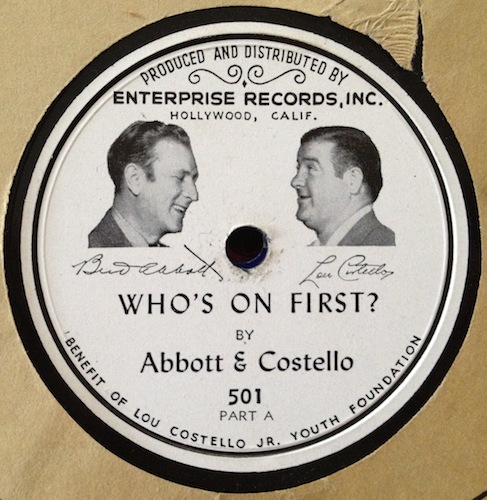 PRODUCED AND DISTRIBUTED BY
ENTERPRISE RECORDS, INC.
HOLLYWOOD, CALIF.
Bud Abbott
Lou Costello
WHO'S ON FIRST?
BY
Abbott & Costello
501
PART A
BENEFIT OF LOU COSTELLO JR. YOUTH FOUNDATION